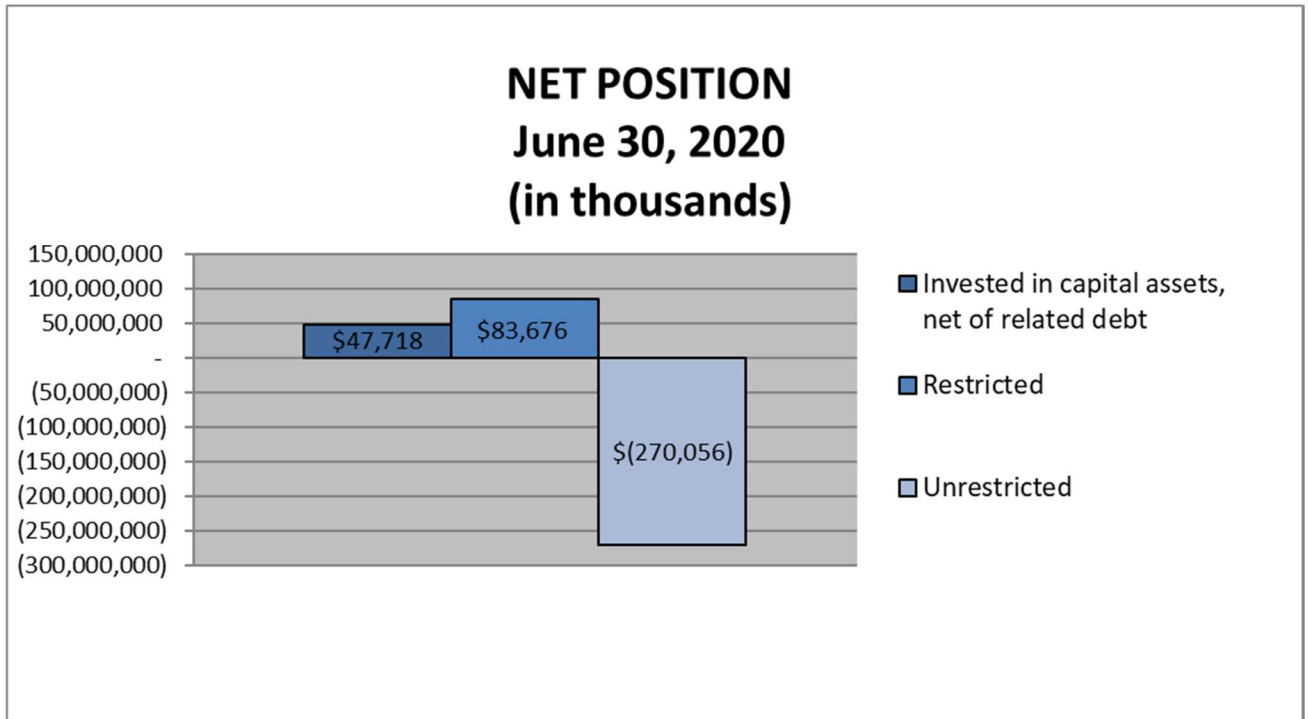 NET POSITION
June 30, 2020
(in thousands)
150,000,000
100,000,000
50,000,000
-
(50,000,000)
(100,000,000)
(150,000,000)
(200,000,000)
(250,000,000)
(300,000,000)
$47,718
$83,676
$(270,056)
Invested in capital assets,
net of related debt
Restricted
Unrestricted